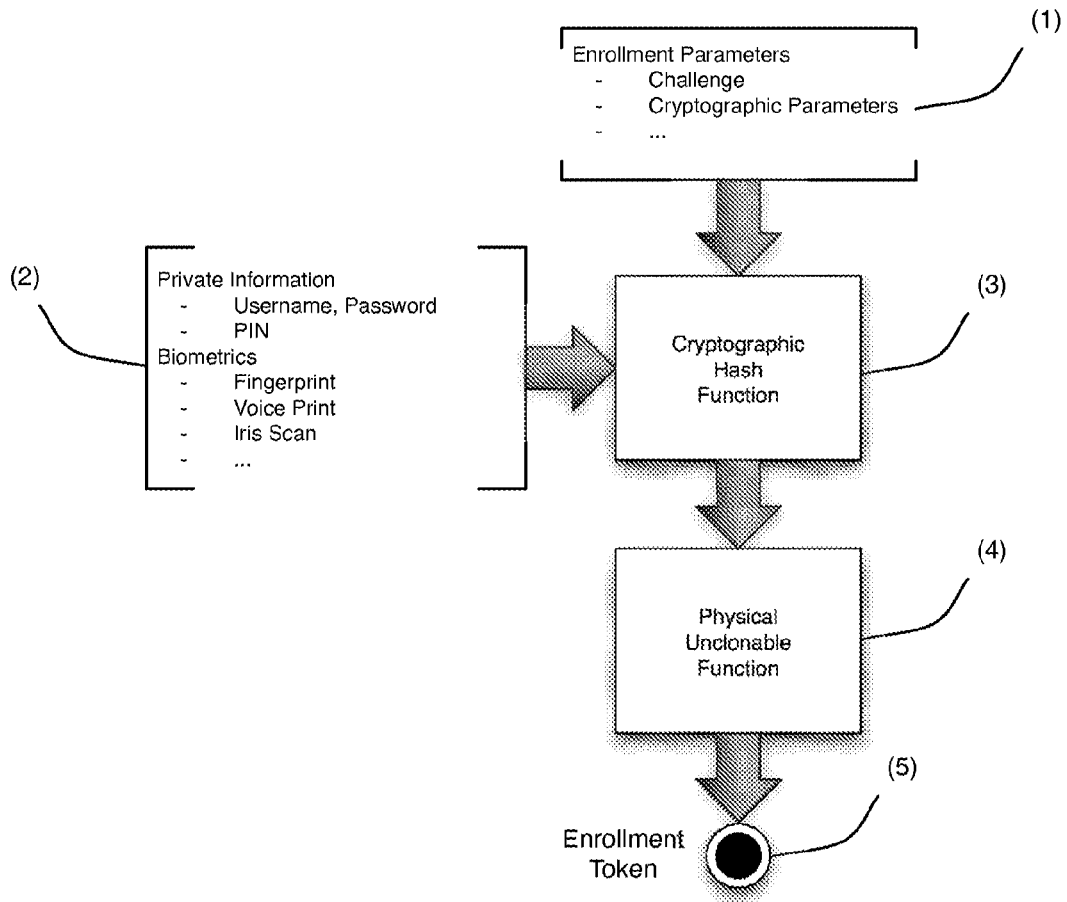 (1)
Enrollment Parameters
- Challenge
- Cryptographic Parameters
- ...
(2)
Private Information
- Username, Password
- PIN
Biometrics
- Fingerprint
- Voice Print
- Iris Scan
- ...
(3)
Cryptographic
Hash
Function
(4)
Physical
Unclonable
Function
(5)
Enrollment
Token